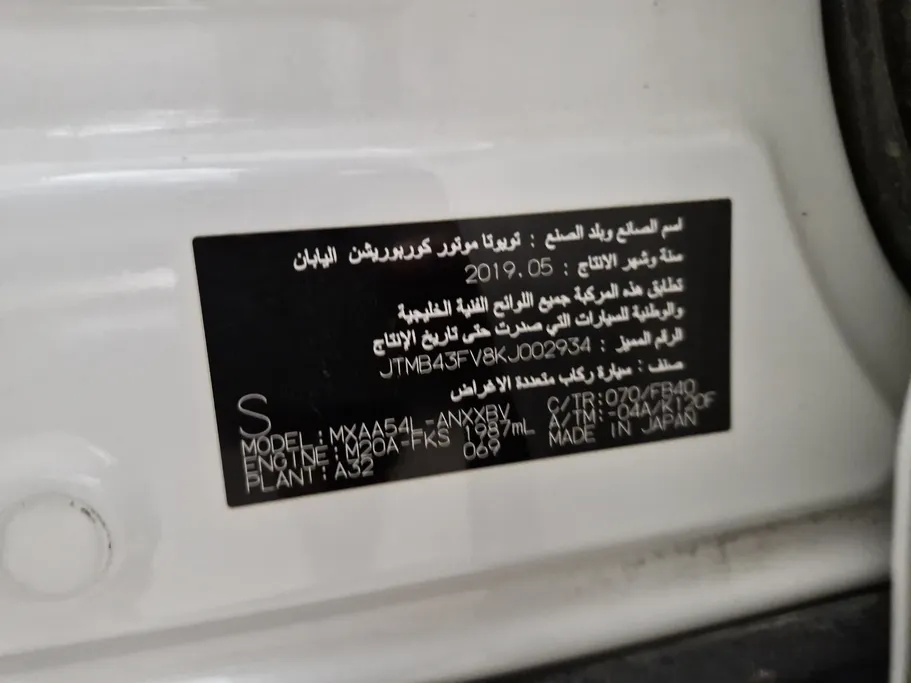 اسم الصانع وبلد الصنع : تويوتا موتور كوربوريشن اليابان
سنة وشهر الانتاج : 2019.05
تطابق هذه المركبة جميع اللوائح الفنية الخليجية
والوطنية للسيارات التي صدرت حتى تاريخ الإنتاج
الرقم المميز : JTMB43FV8KJ002934
صنف : سيارة ركاب متعددة الاغراض
S
MODEL:MXAA54L-ANXXBV C/TR:070/FB40
ENGINE:M20A-FKS 1987mL A/TM:-04A/K120F
PLANT:A32 069 MADE IN JAPAN